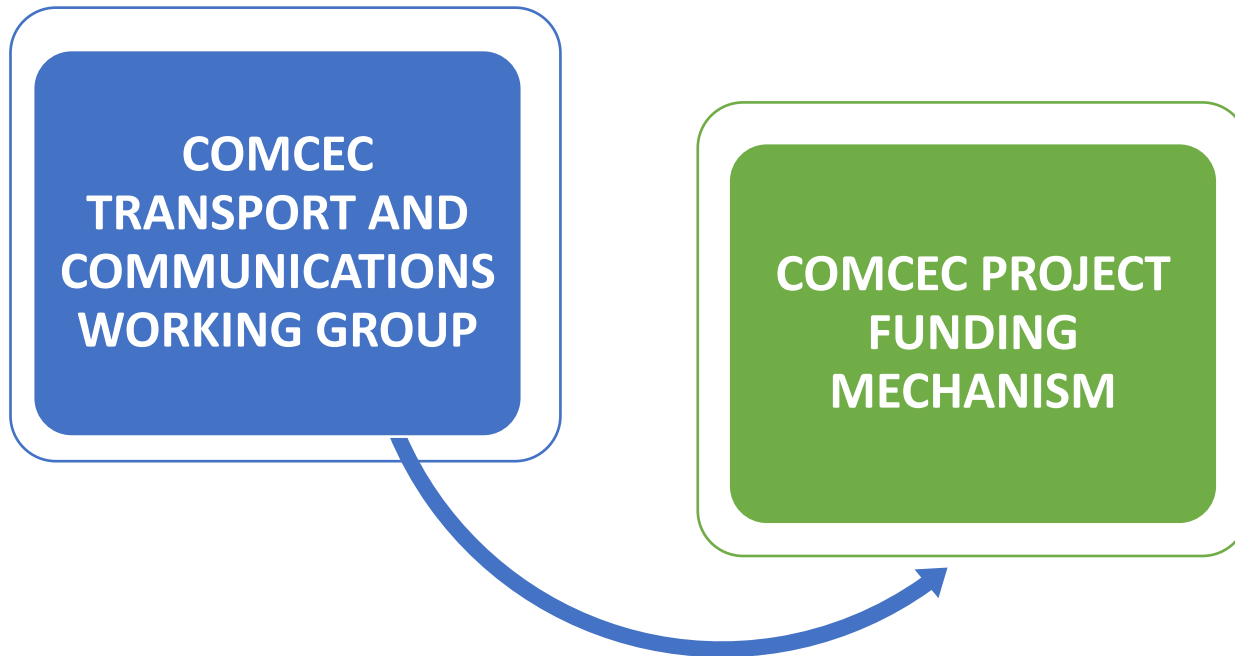 COMCEC
TRANSPORT AND
COMMUNICATIONS
WORKING GROUP
COMCEC PROJECT
FUNDING
MECHANISM